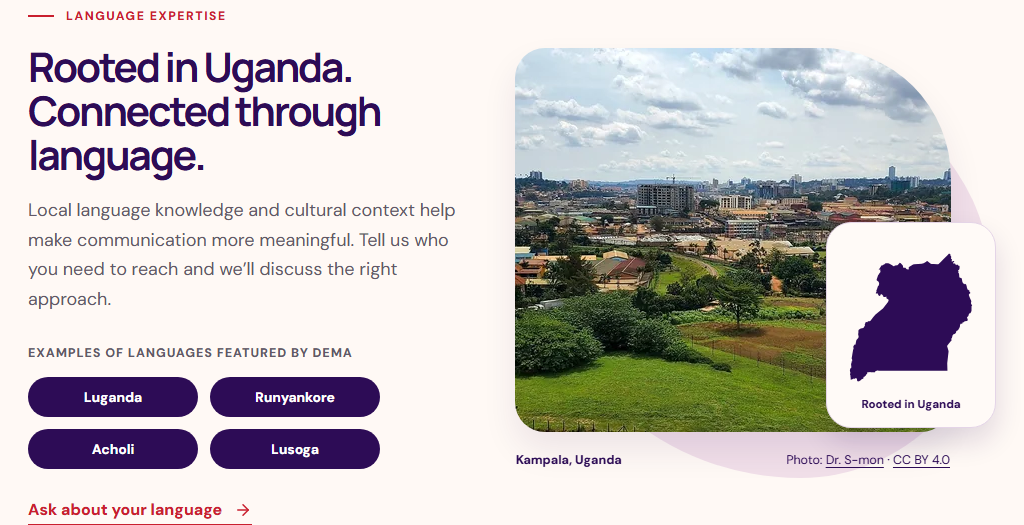 LANGUAGE EXPERTISE
Rooted in Uganda.
Connected through
language.
Local language knowledge and cultural context help
make communication more meaningful. Tell us who
you need to reach and we’ll discuss the right
approach.
EXAMPLES OF LANGUAGES FEATURED BY DEMA
Luganda
Runyankore
Acholi
Lusoga
Ask about your language →
Rooted in Uganda
Kampala, Uganda
Photo: Dr. S-mon · CC BY 4.0